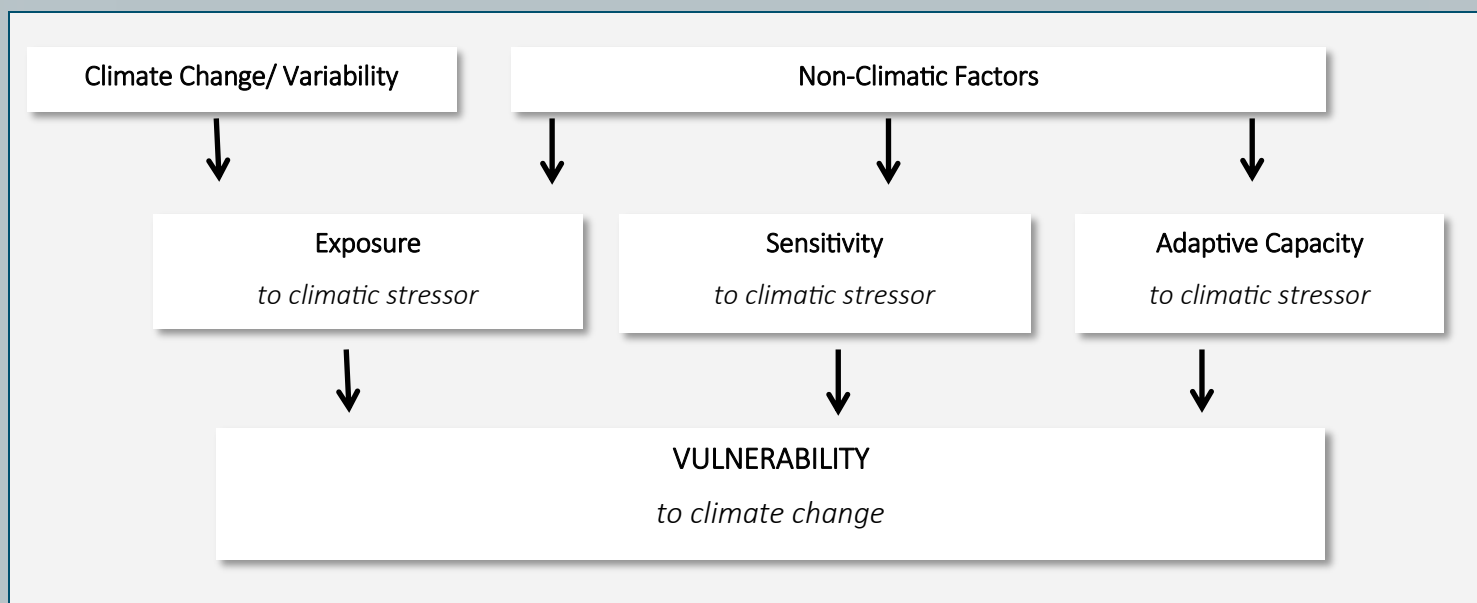 Climate Change/ Variability
Non-Climatic Factors
Exposure
to climatic stressor
Sensitivity
to climatic stressor
Adaptive Capacity
to climatic stressor
VULNERABILITY
to climate change